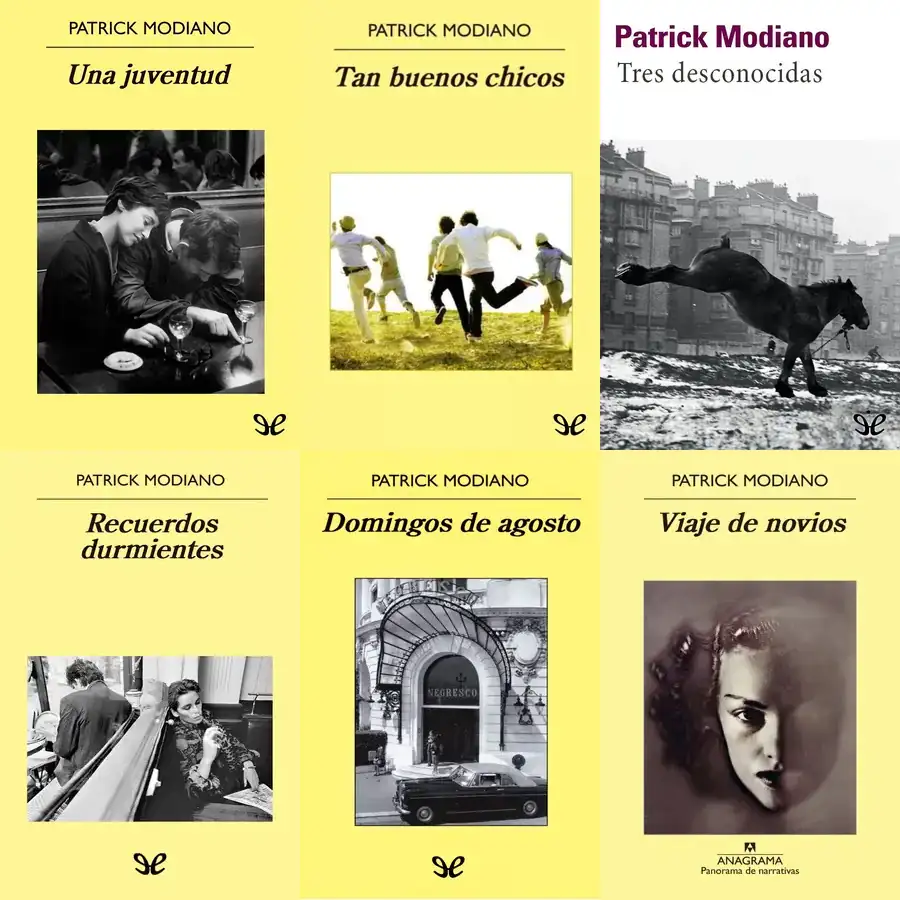 PATRICK MODIANO
Una juventud
PATRICK MODIANO
Tan buenos chicos
Patrick Modiano
Tres desconocidas
PATRICK MODIANO
Recuerdos
durmientes
PATRICK MODIANO
Domingos de agosto
NEGRESCO
PATRICK MODIANO
Viaje de novios
ANAGRAMA
Panorama de narrativas